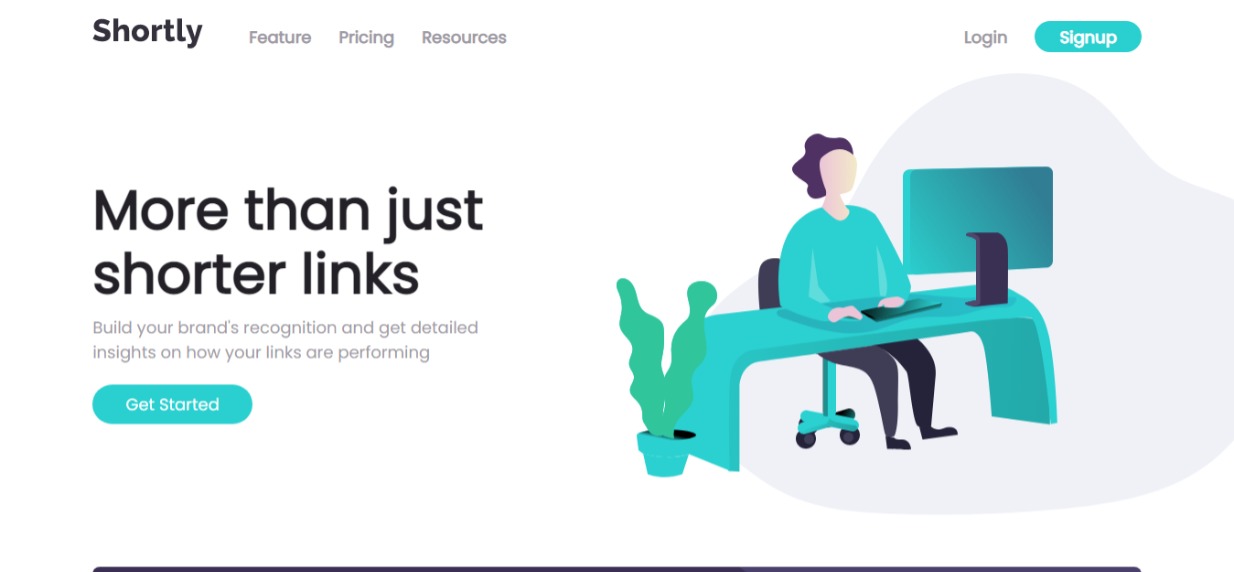 Shortly
Feature
Pricing
Resources
Login
Signup
More than just
shorter links
Build your brand's recognition and get detailed
insights on how your links are performing
Get Started